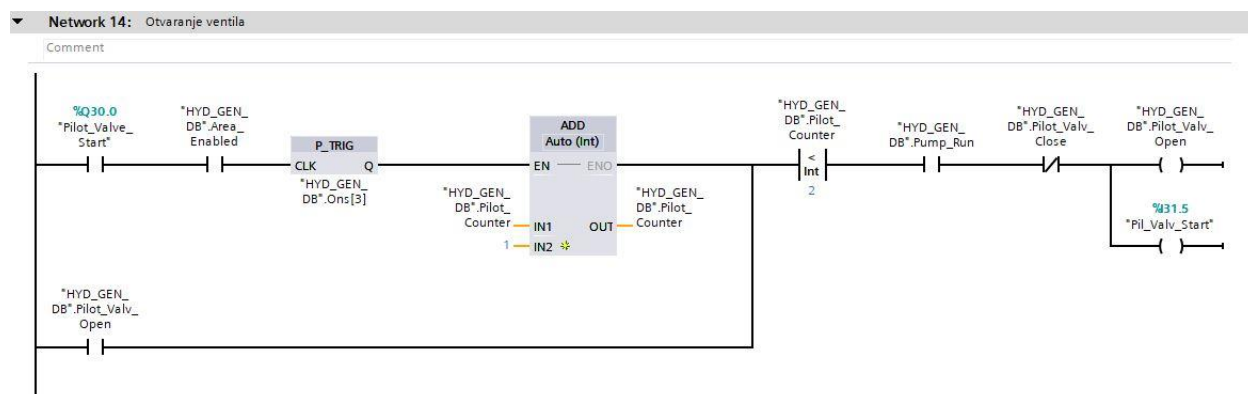 Network 14: Otvaranje ventila
Comment
%Q30.0
"Pilot_Valve_
Start"
"HYD_GEN_
DB".Area_
Enabled
P_TRIG
CLK Q
"HYD_GEN_
DB".Ons[3]
ADD
Auto (Int)
EN ENO
"HYD_GEN_
DB".Pilot_
Counter
IN1
1
IN2
OUT
"HYD_GEN_
DB".Pilot_
Counter
"HYD_GEN_
DB".Pilot_
Counter
<
Int
2
"HYD_GEN_
DB".Pump_Run
"HYD_GEN_
DB".Pilot_Valv_
Close
"HYD_GEN_
DB".Pilot_Valv_
Open
%I31.5
"Pil_Valv_Start"
"HYD_GEN_
DB".Pilot_Valv_
Open